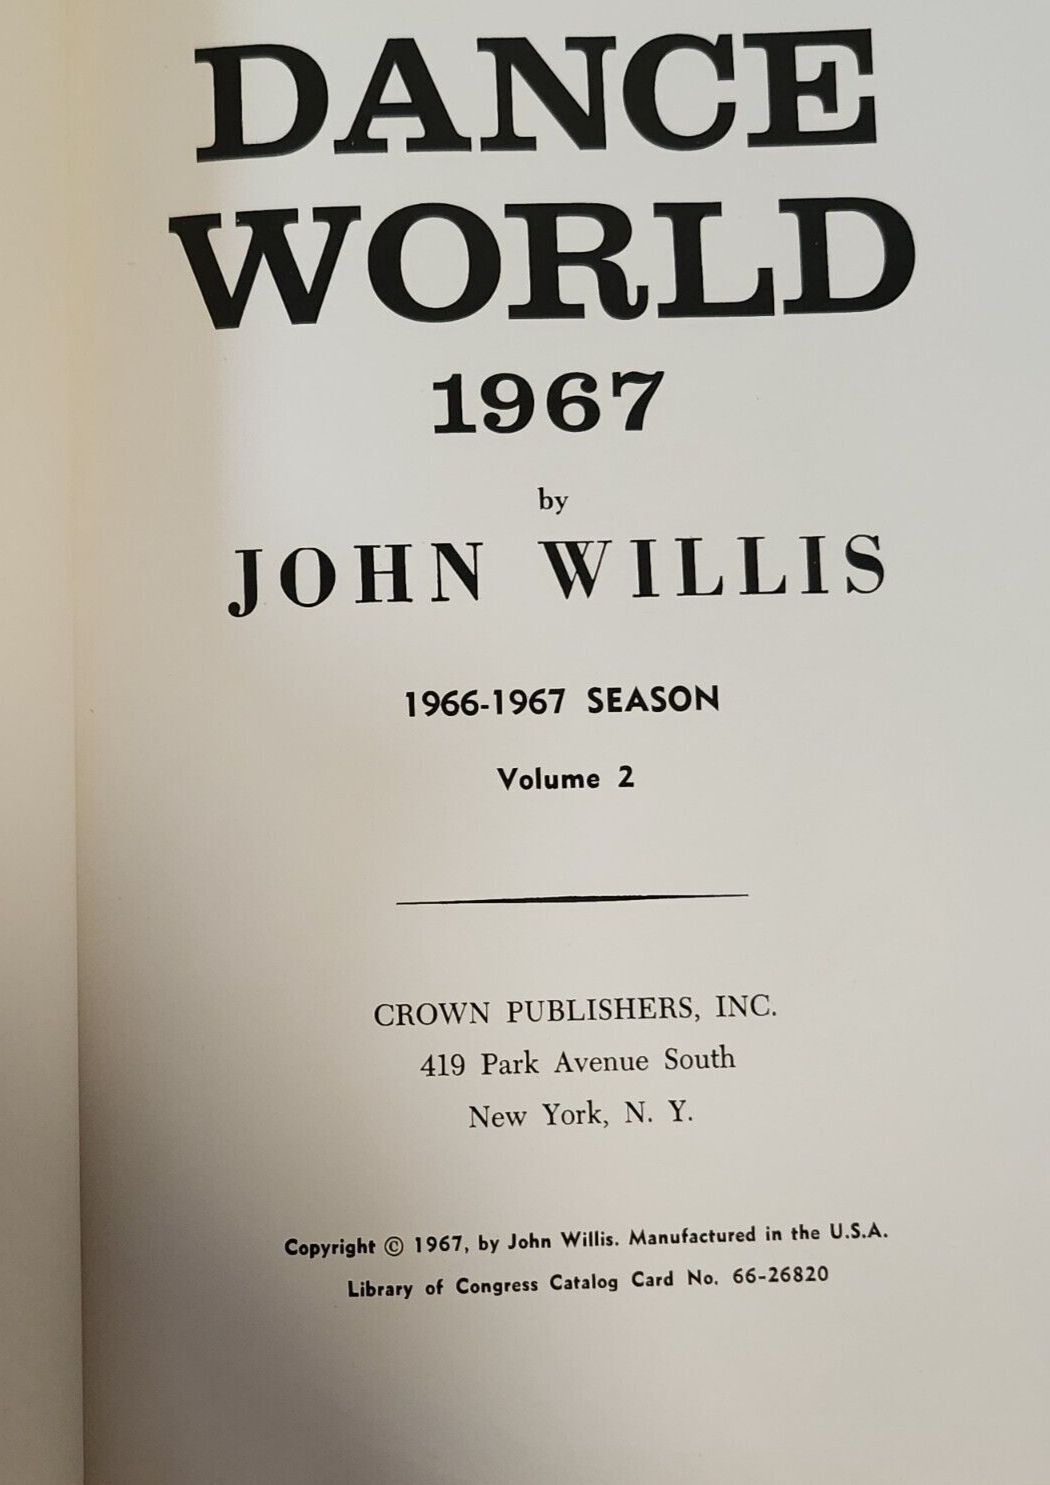 DANCE
WORLD
1967
by
JOHN WILLIS
1966-1967 SEASON
Volume 2
CROWN PUBLISHERS, INC.
419 Park Avenue South
New York, N. Y.
Copyright © 1967, by John Willis. Manufactured in the U.S.A.
Library of Congress Catalog Card No. 66-26820